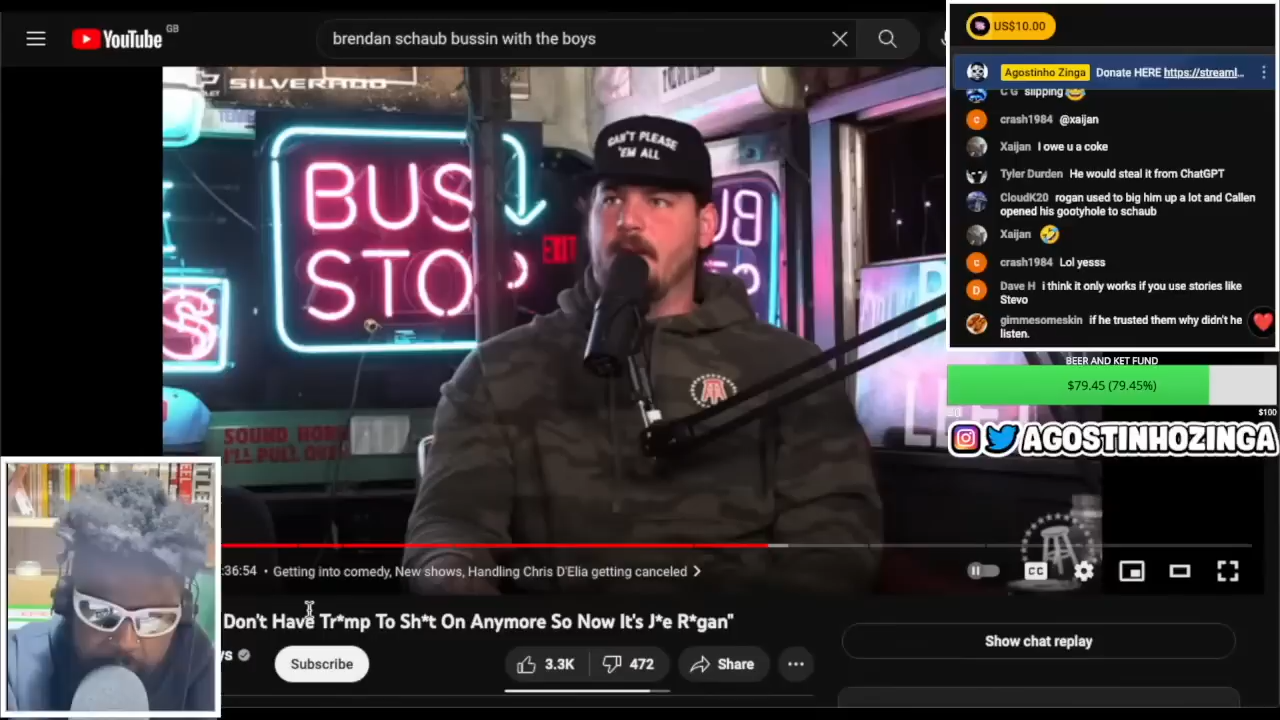 YouTube GB
brendan schaub bussin with the boys
US$10.00
Agostinho Zinga Donate HERE https://streaml...
C G slipping
crash1984 @xaijan
Xaijan I owe u a coke
Tyler Durden He would steal it from ChatGPT
CloudK20 rogan used to big him up a lot and Callen
opened his gootyhole to schaub
Xaijan
crash1984 Lol yesss
Dave H i think it only works if you use stories like
Stevo
gimmesomeskin if he trusted them why didn't he
listen.
BEER AND KET FUND
$79.45 (79.45%)
$100
AGOSTINHOZINGA
SILVERADO
BUS
STOP
EXIT
CAN'T PLEASE
'EM ALL
SOUND HORN
I'LL PULL OVER
:36:54 • Getting into comedy, New shows, Handling Chris D'Elia getting canceled
CC
Don't Have Tr*mp To Sh*t On Anymore So Now It's J*e R*gan"
ys
Subscribe
3.3K
472
Share
Show chat replay